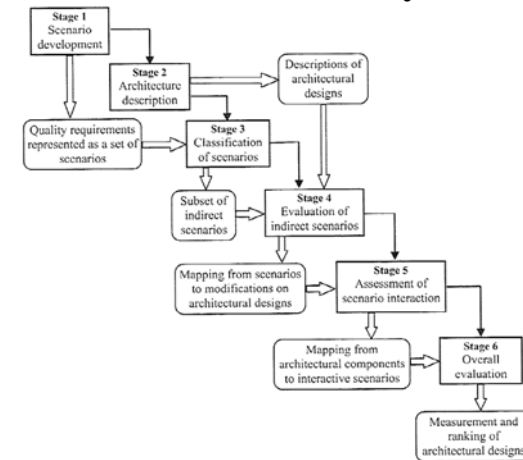 Stage 1
Scenario
development
Stage 2
Architecture
description
Descriptions of
architectural
designs
Quality requirements
represented as a set of
scenarios
Stage 3
Classification
of scenarios
Subset of
indirect
scenarios
Stage 4
Evaluation of
indirect scenarios
Mapping from scenarios
to modifications on
architectural designs
Stage 5
Assessment of
scenario interaction
Mapping from
architectural components
to interactive scenarios
Stage 6
Overall
evaluation
Measurement and
ranking of
architectural designs